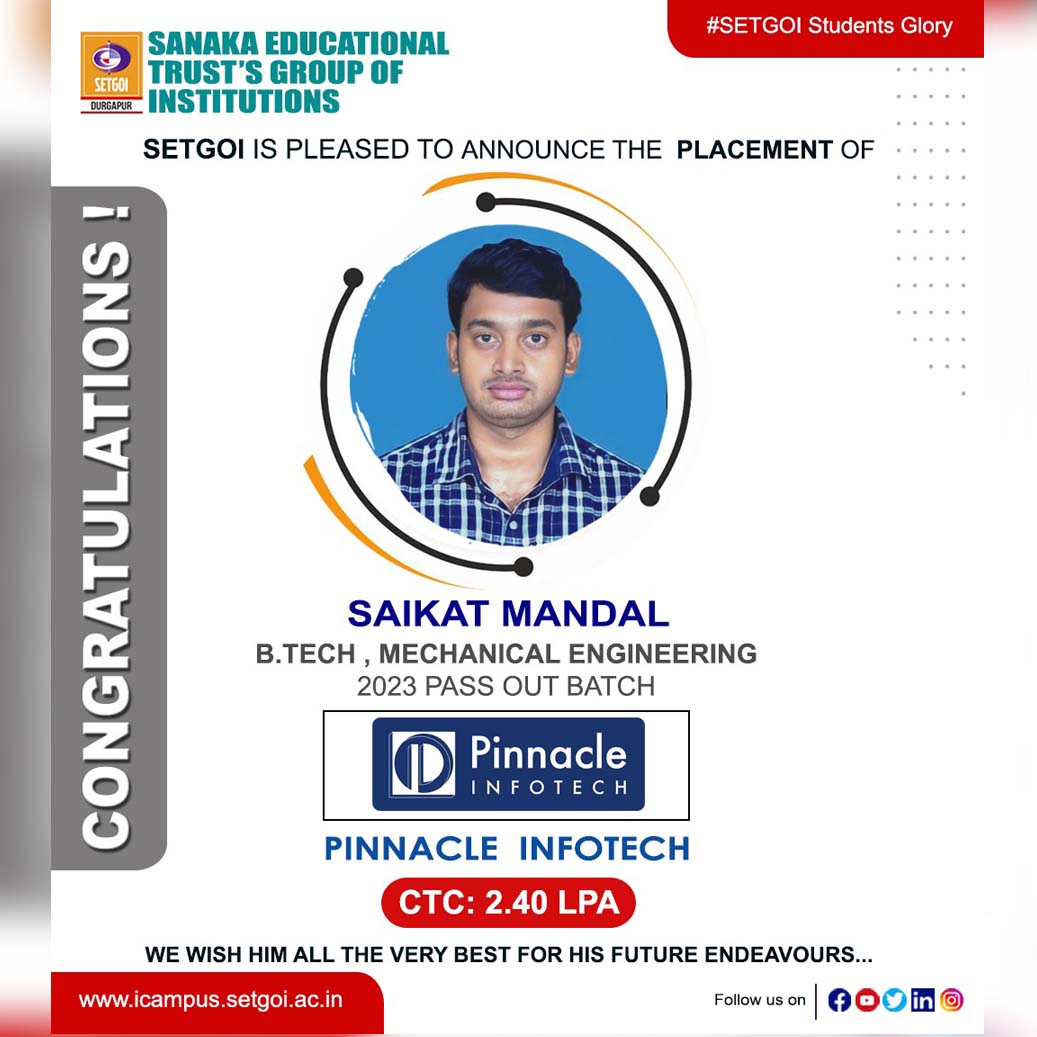 #SETGOI Students Glory
SETGOI
DURGAPUR
SANAKA EDUCATIONAL
TRUST'S GROUP OF
INSTITUTIONS
SETGOI IS PLEASED TO ANNOUNCE THE PLACEMENT OF
CONGRATULATIONS !
SAIKAT MANDAL
B.TECH , MECHANICAL ENGINEERING
2023 PASS OUT BATCH
Pinnacle
INFOTECH
PINNACLE INFOTECH
CTC: 2.40 LPA
WE WISH HIM ALL THE VERY BEST FOR HIS FUTURE ENDEAVOURS...
www.icampus.setgoi.ac.in
Follow us on